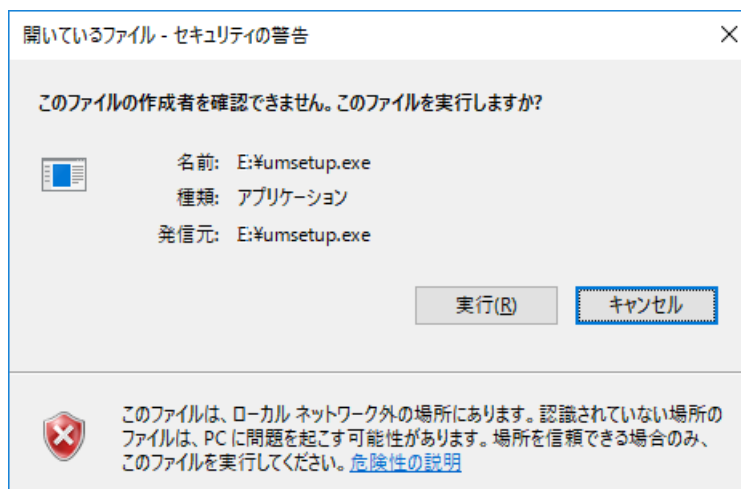 開いているファイル - セキュリティの警告
このファイルの作成者を確認できません。このファイルを実行しますか?
名前: E:¥umsetup.exe
種類: アプリケーション
発信元: E:¥umsetup.exe
実行(R) キャンセル
このファイルは、ローカル ネットワーク外の場所にあります。認識されていない場所の
ファイルは、PC に問題を起こす可能性があります。場所を信頼できる場合のみ、
このファイルを実行してください。危険性の説明